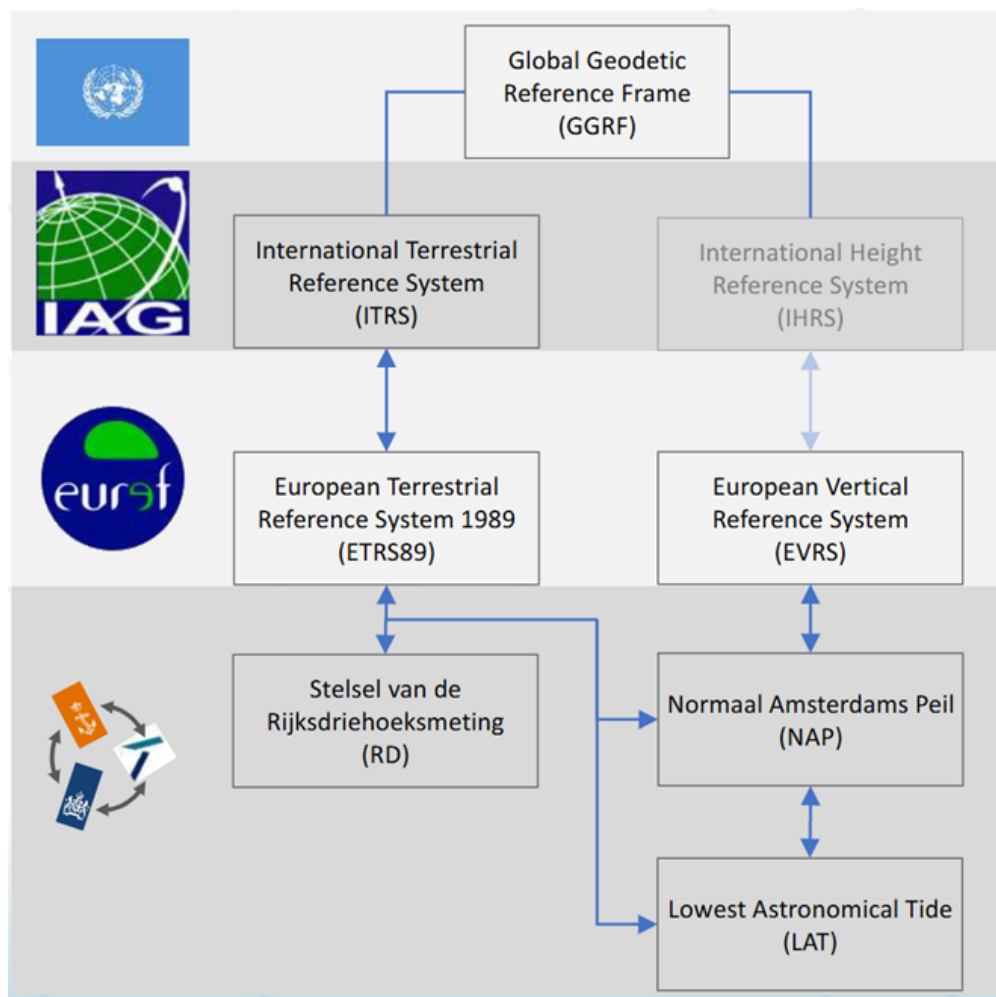 Global Geodetic
Reference Frame
(GGRF)
IAG
International Terrestrial
Reference System
(ITRS)
International Height
Reference System
(IHRS)
euref
European Terrestrial
Reference System 1989
(ETRS89)
European Vertical
Reference System
(EVRS)
Stelsel van de
Rijksdriehoeksmeting
(RD)
Normaal Amsterdams Peil
(NAP)
Lowest Astronomical Tide
(LAT)